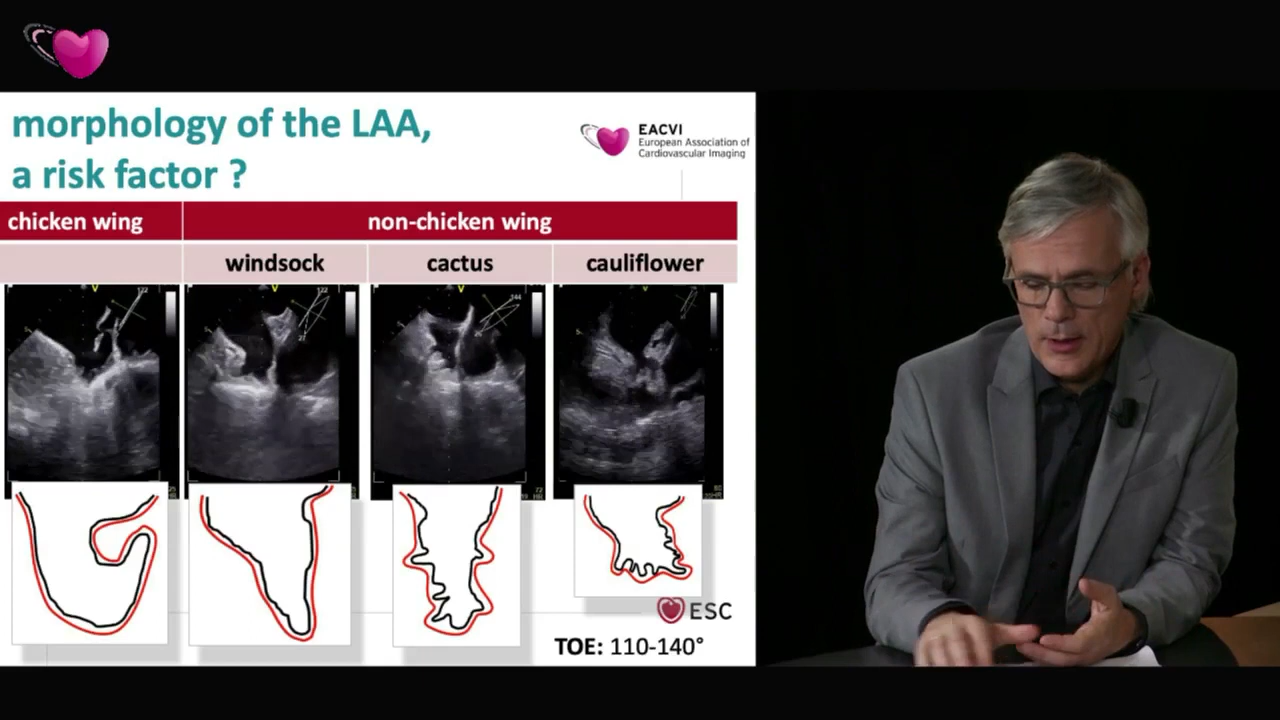 morphology of the LAA,
a risk factor ?
EACVI
European Association of
Cardiovascular Imaging
chicken wing
non-chicken wing
windsock
cactus
cauliflower
ESC
TOE: 110-140°